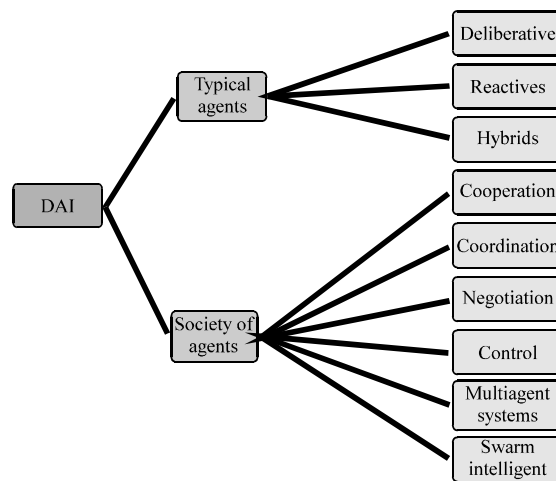 Deliberative
Typical
agents
Reactives
Hybrids
DAI
Cooperation
Coordination
Negotiation
Society of
agents
Control
Multiagent
systems
Swarm
intelligent